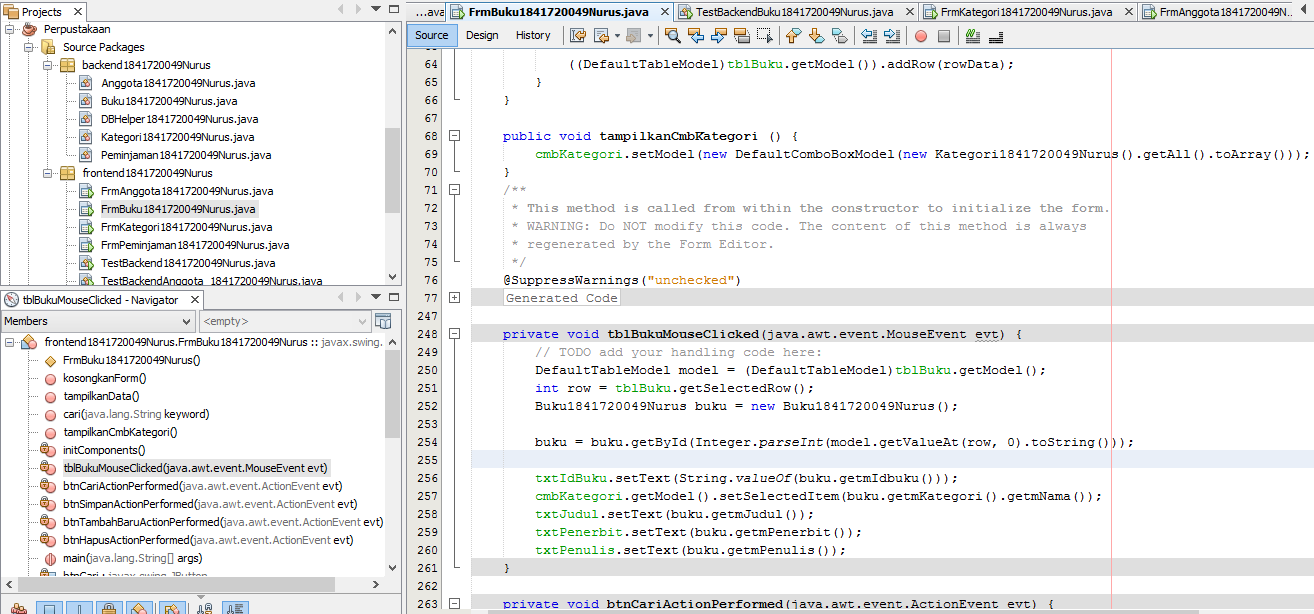 Projects
Perpustakaan
Source Packages
backend1841720049Nurus
Anggota1841720049Nurus.java
Buku1841720049Nurus.java
DBHelper1841720049Nurus.java
Kategori1841720049Nurus.java
Peminjaman1841720049Nurus.java
frontend1841720049Nurus
FrmAnggota1841720049Nurus.java
FrmBuku1841720049Nurus.java
FrmKategori1841720049Nurus.java
FrmPeminjaman1841720049Nurus.java
TestBackend1841720049Nurus.java
TestBackendAnggota_1841720049Nurus.java
tblBukuMouseClicked - Navigator
Members <empty>
frontend1841720049Nurus.FrmBuku1841720049Nurus :: javax.swing.
FrmBuku1841720049Nurus()
kosongkanForm()
tampilkanData()
cari(java.lang.String keyword)
tampilkanCmbKategori()
initComponents()
tblBukuMouseClicked(java.awt.event.MouseEvent evt)
btnCariActionPerformed(java.awt.event.ActionEvent evt)
btnSimpanActionPerformed(java.awt.event.ActionEvent evt)
btnTambahBaruActionPerformed(java.awt.event.ActionEvent evt)
btnHapusActionPerformed(java.awt.event.ActionEvent evt)
main(java.lang.String[] args)
btnCari : javax.swing.JButton
...ava FrmBuku1841720049Nurus.java TestBackendBuku1841720049Nurus.java FrmKategori1841720049Nurus.java FrmAnggota1841720049N...
Source Design History
64 ((DefaultTableModel)tblBuku.getModel()).addRow(rowData);
65 }
66 }
67
68 public void tampilkanCmbKategori () {
69 cmbKategori.setModel(new DefaultComboBoxModel(new Kategori1841720049Nurus().getAll().toArray()));
70 }
71 /**
72 * This method is called from within the constructor to initialize the form.
73 * WARNING: Do NOT modify this code. The content of this method is always
74 * regenerated by the Form Editor.
75 */
76 @SuppressWarnings("unchecked")
77 Generated Code
247
248 private void tblBukuMouseClicked(java.awt.event.MouseEvent evt) {
249 // TODO add your handling code here:
250 DefaultTableModel model = (DefaultTableModel)tblBuku.getModel();
251 int row = tblBuku.getSelectedRow();
252 Buku1841720049Nurus buku = new Buku1841720049Nurus();
253
254 buku = buku.getById(Integer.parseInt(model.getValueAt(row, 0).toString()));
255
256 txtIdBuku.setText(String.valueOf(buku.getmIdbuku()));
257 cmbKategori.getModel().setSelectedItem(buku.getmKategori().getmNama());
258 txtJudul.setText(buku.getmJudul());
259 txtPenerbit.setText(buku.getmPenerbit());
260 txtPenulis.setText(buku.getmPenulis());
261 }
262
263 private void btnCariActionPerformed(java.awt.event.ActionEvent evt) {